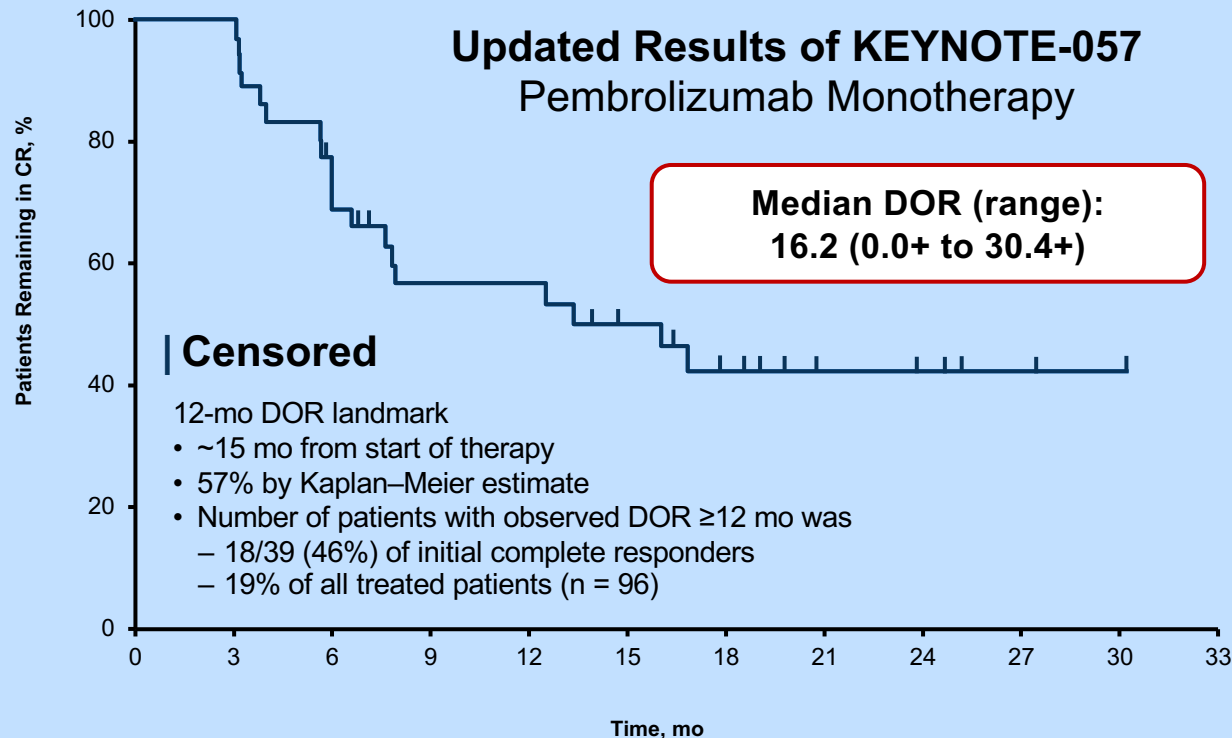 Updated Results of KEYNOTE-057
Pembrolizumab Monotherapy
Median DOR (range):
16.2 (0.0+ to 30.4+)
Patients Remaining in CR, %
100
80
60
40
20
0
| Censored
12-mo DOR landmark
• ~15 mo from start of therapy
• 57% by Kaplan–Meier estimate
• Number of patients with observed DOR ≥12 mo was
– 18/39 (46%) of initial complete responders
– 19% of all treated patients (n = 96)
0 3 6 9 12 15 18 21 24 27 30 33
Time, mo